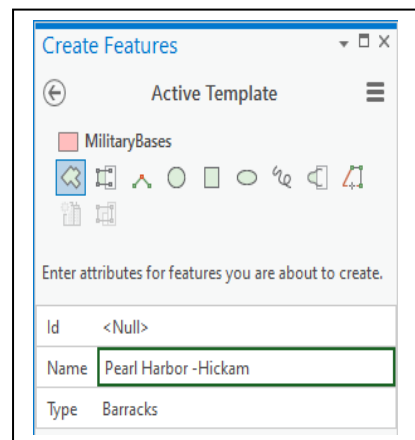 Create Features
Active Template
MilitaryBases
Enter attributes for features you are about to create.
Id <Null>
Name Pearl Harbor -Hickam
Type Barracks